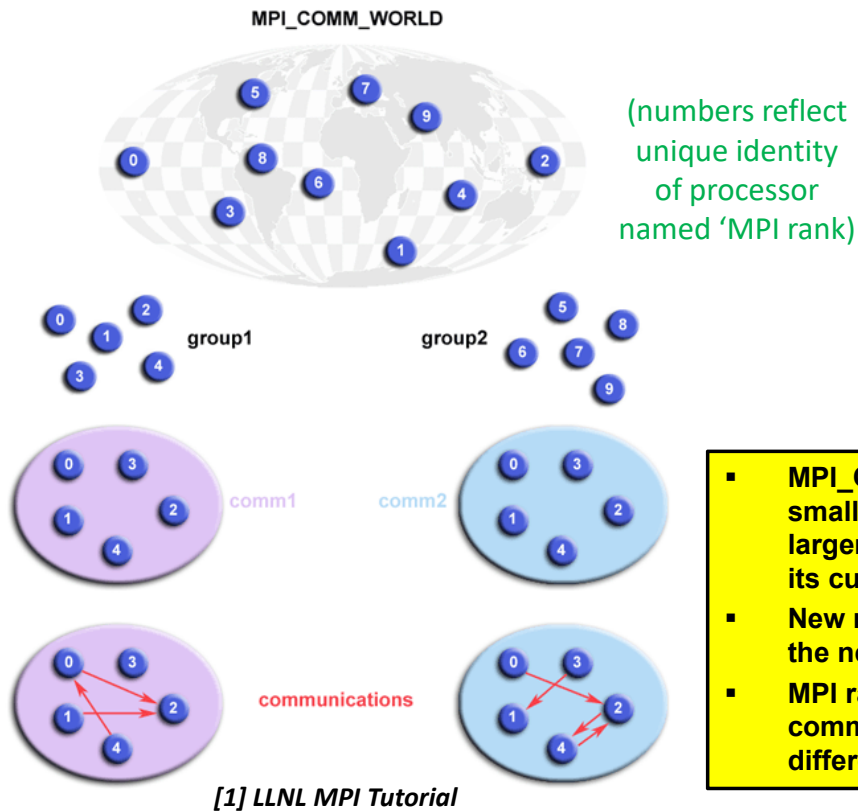 MPI_COMM_WORLD
5
7
9
0
8
6
2
3
4
1
(numbers reflect
unique identity
of processor
named ‘MPI rank)
0
2
1
3
4
group1
group2
5
8
6
7
9
0
3
1
2
4
comm1
comm2
0
3
1
2
4
0
3
1
2
4
communications
0
3
1
2
4
▪ MPI_
small
larger
its cu
▪ New
the
▪ MPI
comm
differ
[1] LLNL MPI Tutorial